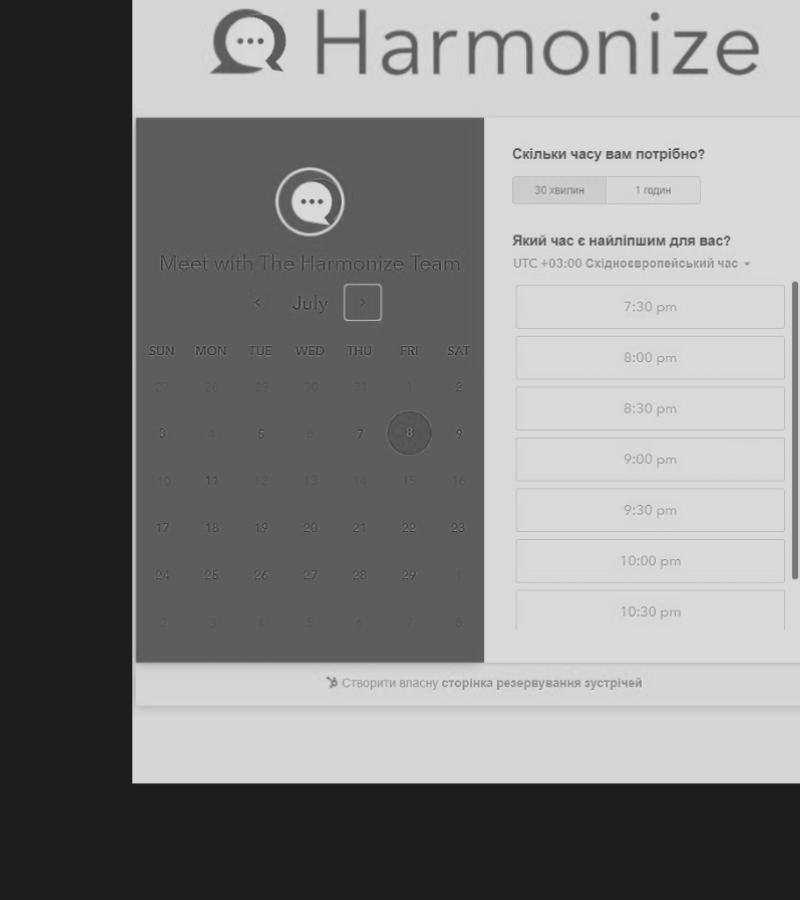 Harmonize
Meet with The Harmonize Team
July
SUN MON TUE WED THU FRI SAT
27 28 29 30 31 1 2
3 4 5 6 7 8 9
10 11 12 13 14 15 16
17 18 19 20 21 22 23
24 25 26 27 28 29 1
2 3 4 5 6 7 8
Скільки часу вам потрібно?
30 хвилин 1 годин
Який час є найліпшим для вас?
UTC +03:00 Східноєвропейський час
7:30 pm
8:00 pm
8:30 pm
9:00 pm
9:30 pm
10:00 pm
10:30 pm
Створити власну сторінка резервування зустрічей